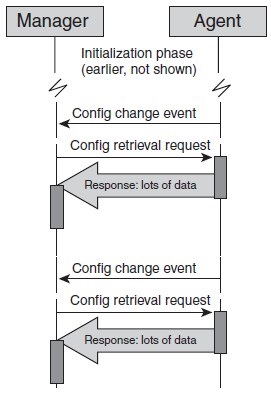 Manager
Agent
Initialization phase
(earlier, not shown)
Config change event
Config retrieval request
Response: lots of data
Config change event
Config retrieval request
Response: lots of data